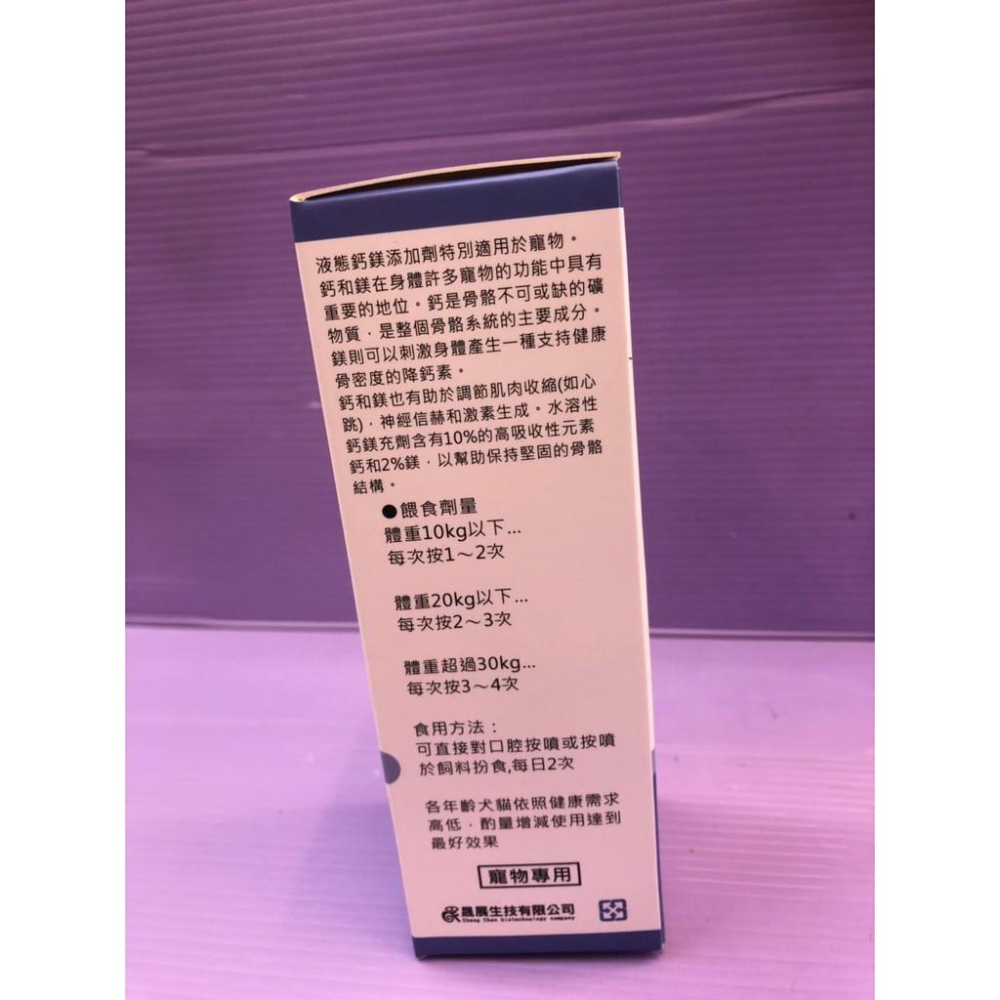 液態鈣鎂添加劑特別適用於寵物。
鈣和鎂在身體許多寵物的功能中具有
重要的地位。鈣是骨骼不可或缺的礦
物質，是整個骨骼系統的主要成分。
鎂則可以刺激身體產生一種支持健康
骨密度的降鈣素。
鈣和鎂也有助於調節肌肉收縮(如心
跳)，神經信赫和激素生成。水溶性
鈣鎂充劑含有10%的高吸收性元素
鈣和2%鎂，以幫助保持堅固的骨骼
結構。
●餵食劑量
體重10kg以下...
每次按1～2次
體重20kg以下...
每次按2～3次
體重超過30kg...
每次按3～4次
食用方法：
可直接對口腔按噴或按噴
於飼料扮食,每日2次
各年齡犬貓依照健康需求
高低，酌量增減使用達到
最好效果
寵物專用
晟展生技有限公司
Cheng Chan biotechnology company